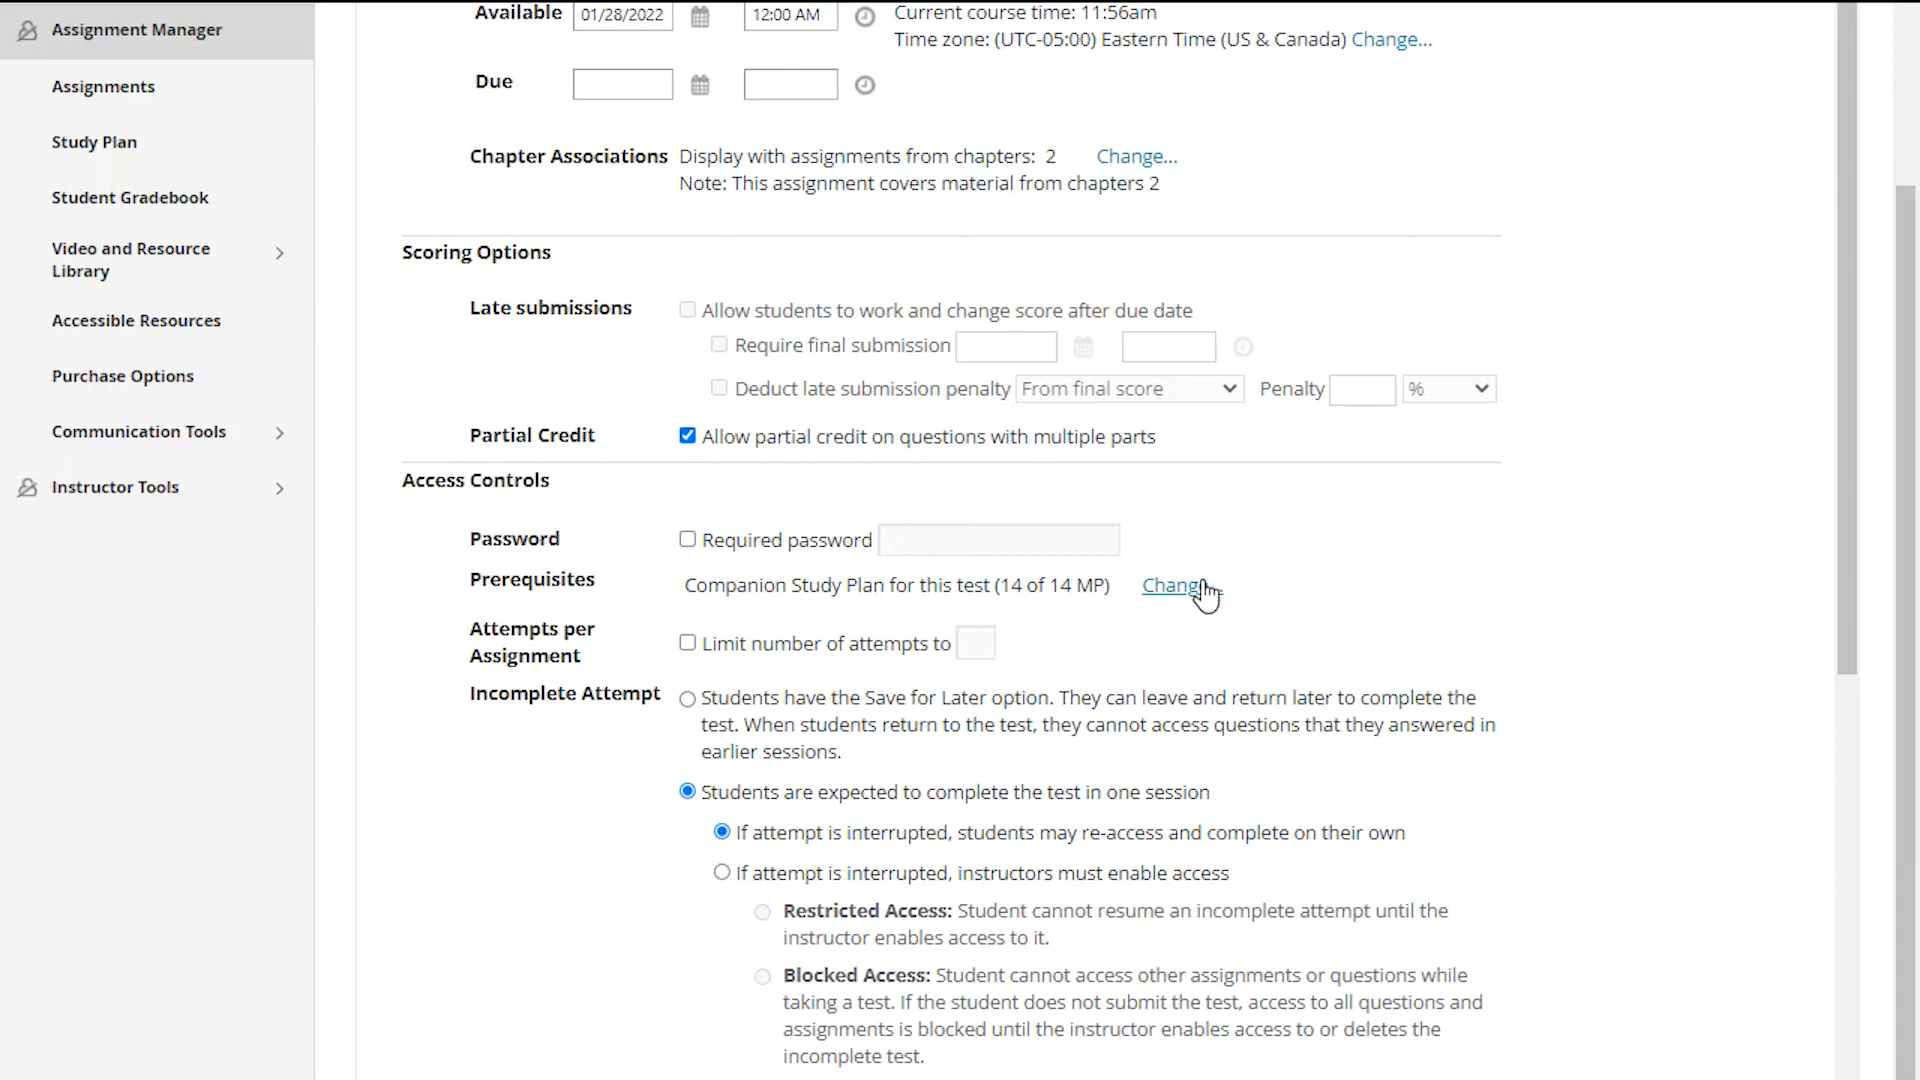 Assignment Manager
Assignments
Study Plan
Student Gradebook
Video and Resource
Library
Accessible Resources
Purchase Options
Communication Tools
Instructor Tools
Available 01/28/2022 12:00 AM Current course time: 11:56am
Time zone: (UTC-05:00) Eastern Time (US & Canada) Change...
Due
Chapter Associations Display with assignments from chapters: 2 Change...
Note: This assignment covers material from chapters 2
Scoring Options
Late submissions Allow students to work and change score after due date
Require final submission
Deduct late submission penalty From final score Penalty %
Partial Credit Allow partial credit on questions with multiple parts
Access Controls
Password Required password
Prerequisites Companion Study Plan for this test (14 of 14 MP) Change...
Attempts per
Assignment
Limit number of attempts to
Incomplete Attempt Students have the Save for Later option. They can leave and return later to complete the
test. When students return to the test, they cannot access questions that they answered in
earlier sessions.
Students are expected to complete the test in one session
If attempt is interrupted, students may re-access and complete on their own
If attempt is interrupted, instructors must enable access
Restricted Access: Student cannot resume an incomplete attempt until the
instructor enables access to it.
Blocked Access: Student cannot access other assignments or questions while
taking a test. If the student does not submit the test, access to all questions and
assignments is blocked until the instructor enables access to or deletes the
incomplete test.